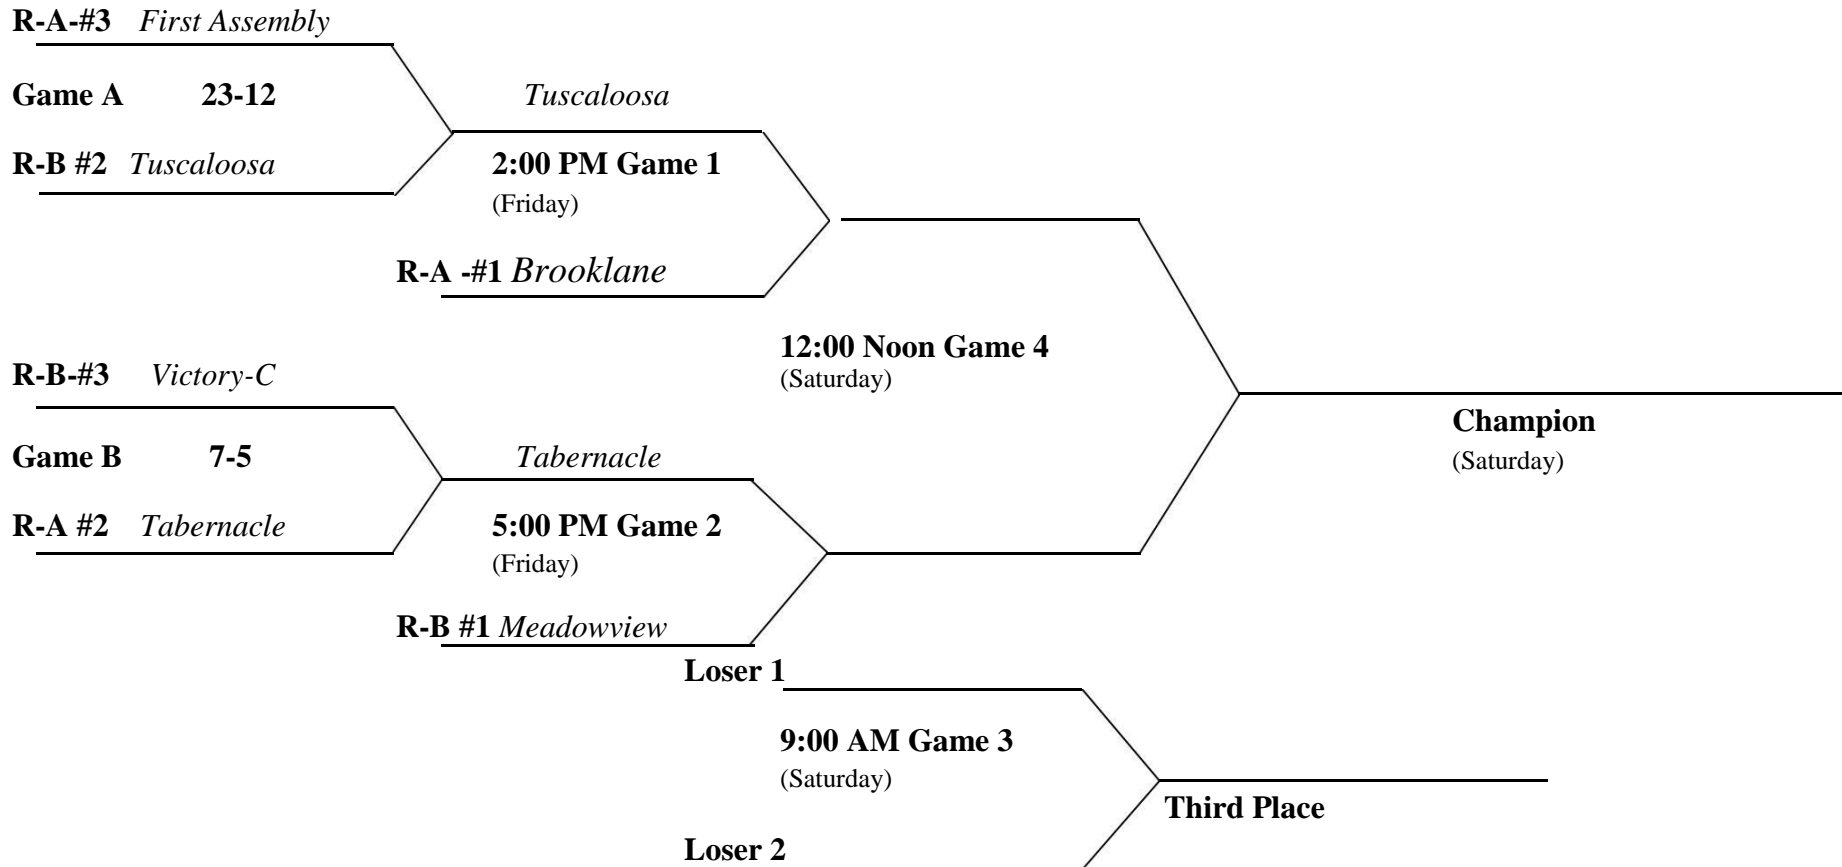 R-A-#3 First Assembly
Game A 23-12
Tuscaloosa
R-B #2 Tuscaloosa
2:00 PM Game 1
(Friday)
R-A -#1 Brooklane
12:00 Noon Game 4
(Saturday)
R-B-#3 Victory-C
Champion
(Saturday)
Game B 7-5
Tabernacle
R-A #2 Tabernacle
5:00 PM Game 2
(Friday)
R-B #1 Meadowview
Loser 1
9:00 AM Game 3
(Saturday)
Third Place
Loser 2